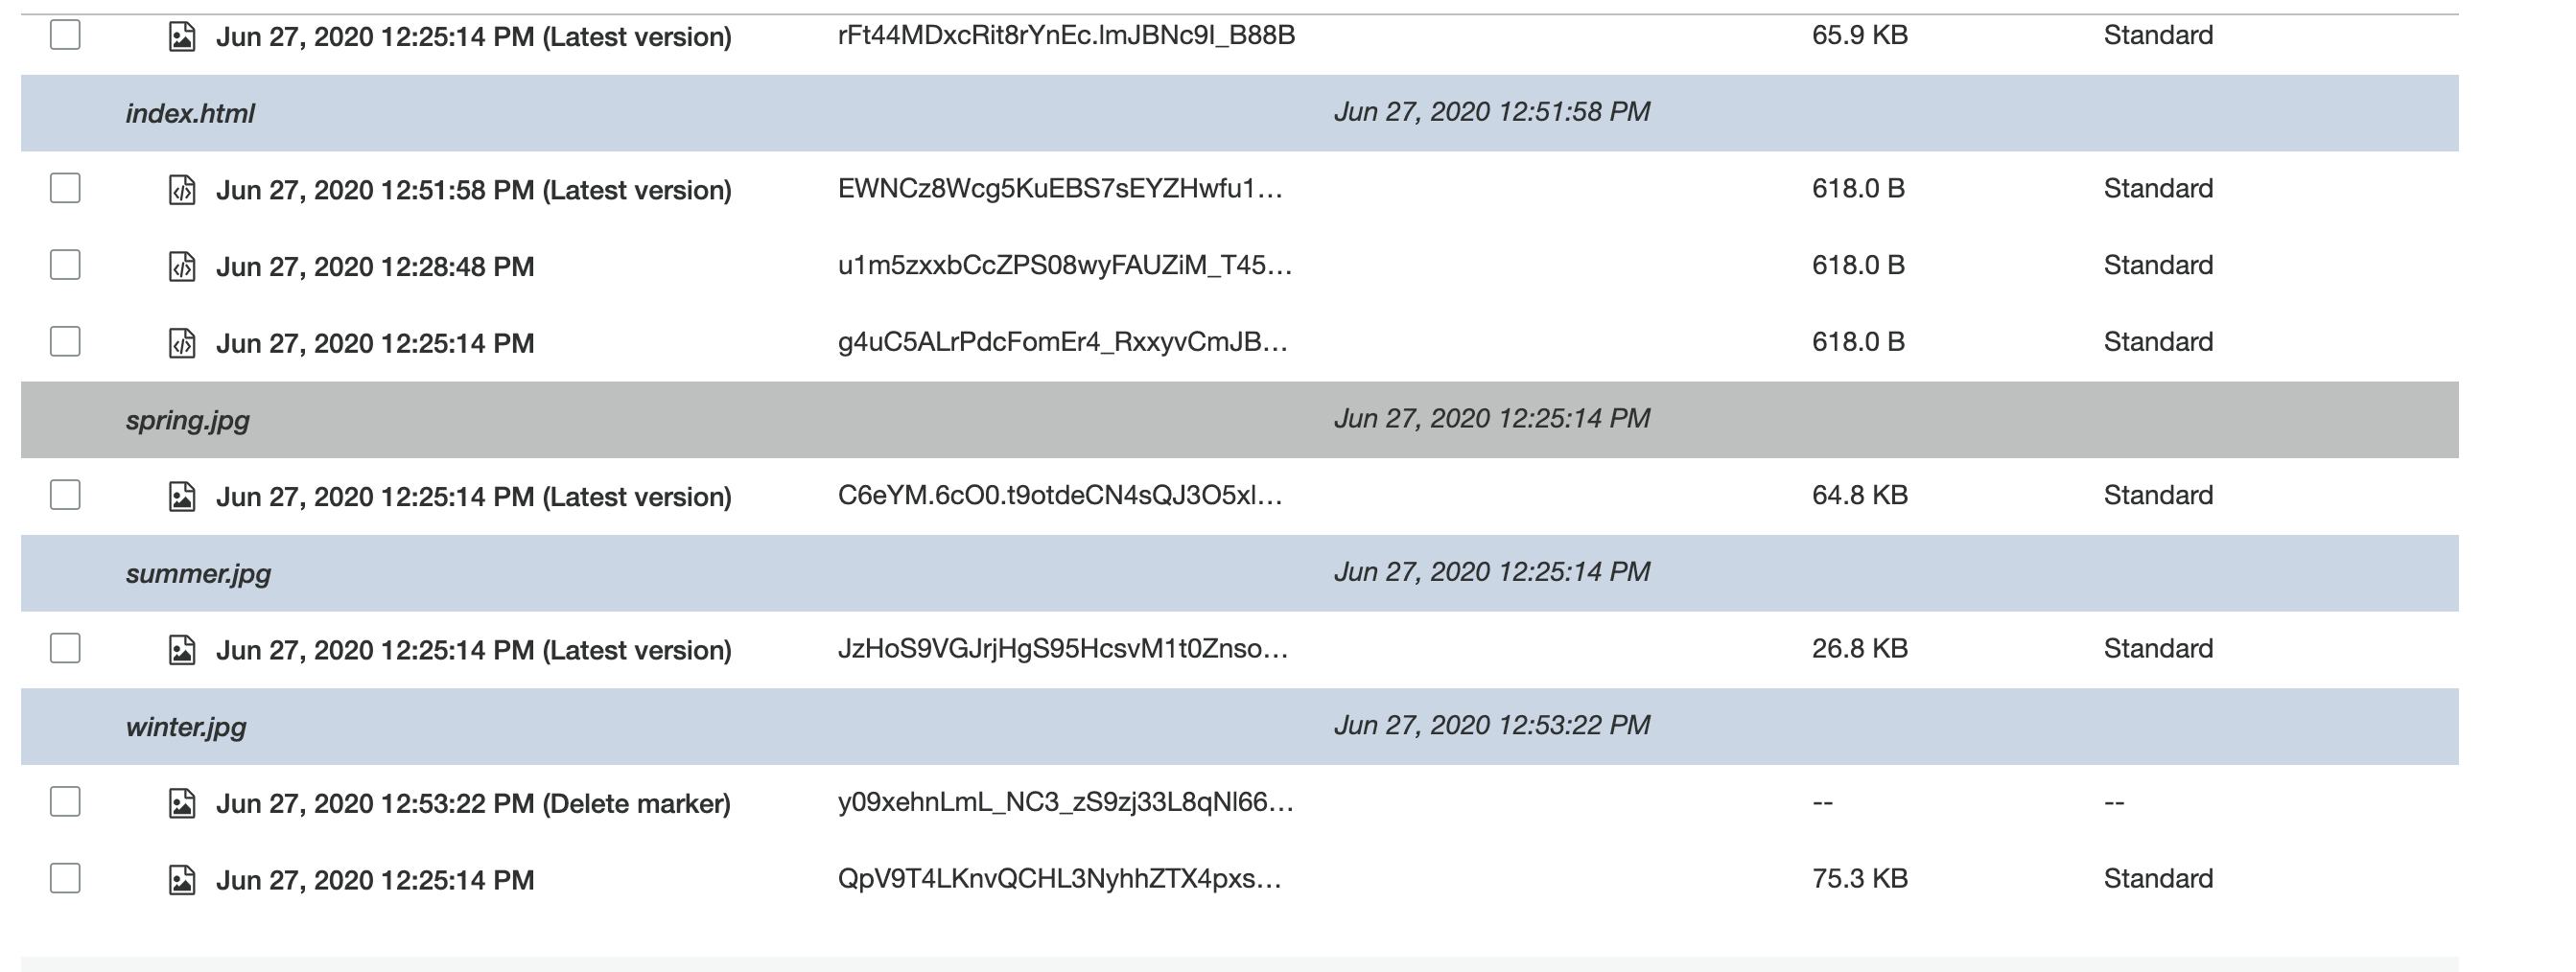 Jun 27, 2020 12:25:14 PM (Latest version) rFt44MDxcRit8rYnEc.lmJBNc9I_B88B 65.9 KB Standard
index.html Jun 27, 2020 12:51:58 PM
Jun 27, 2020 12:51:58 PM (Latest version) EWNCz8Wcg5KuEBS7sEYZHwfu1... 618.0 B Standard
Jun 27, 2020 12:28:48 PM u1m5zxxbCcZPS08wyFAUZiM_T45... 618.0 B Standard
Jun 27, 2020 12:25:14 PM g4uC5ALrPdcFomEr4_RxxyvCmJB... 618.0 B Standard
spring.jpg Jun 27, 2020 12:25:14 PM
Jun 27, 2020 12:25:14 PM (Latest version) C6eYM.6cO0.t9otdeCN4sQJ3O5xl... 64.8 KB Standard
summer.jpg Jun 27, 2020 12:25:14 PM
Jun 27, 2020 12:25:14 PM (Latest version) JzHoS9VGJrjHgS95HcsvM1t0Znso... 26.8 KB Standard
winter.jpg Jun 27, 2020 12:53:22 PM
Jun 27, 2020 12:53:22 PM (Delete marker) y09xehnLmL_NC3_zS9zj33L8qNl66... -- --
Jun 27, 2020 12:25:14 PM QpV9T4LKnvQCHL3NyhhZTX4pxs... 75.3 KB Standard